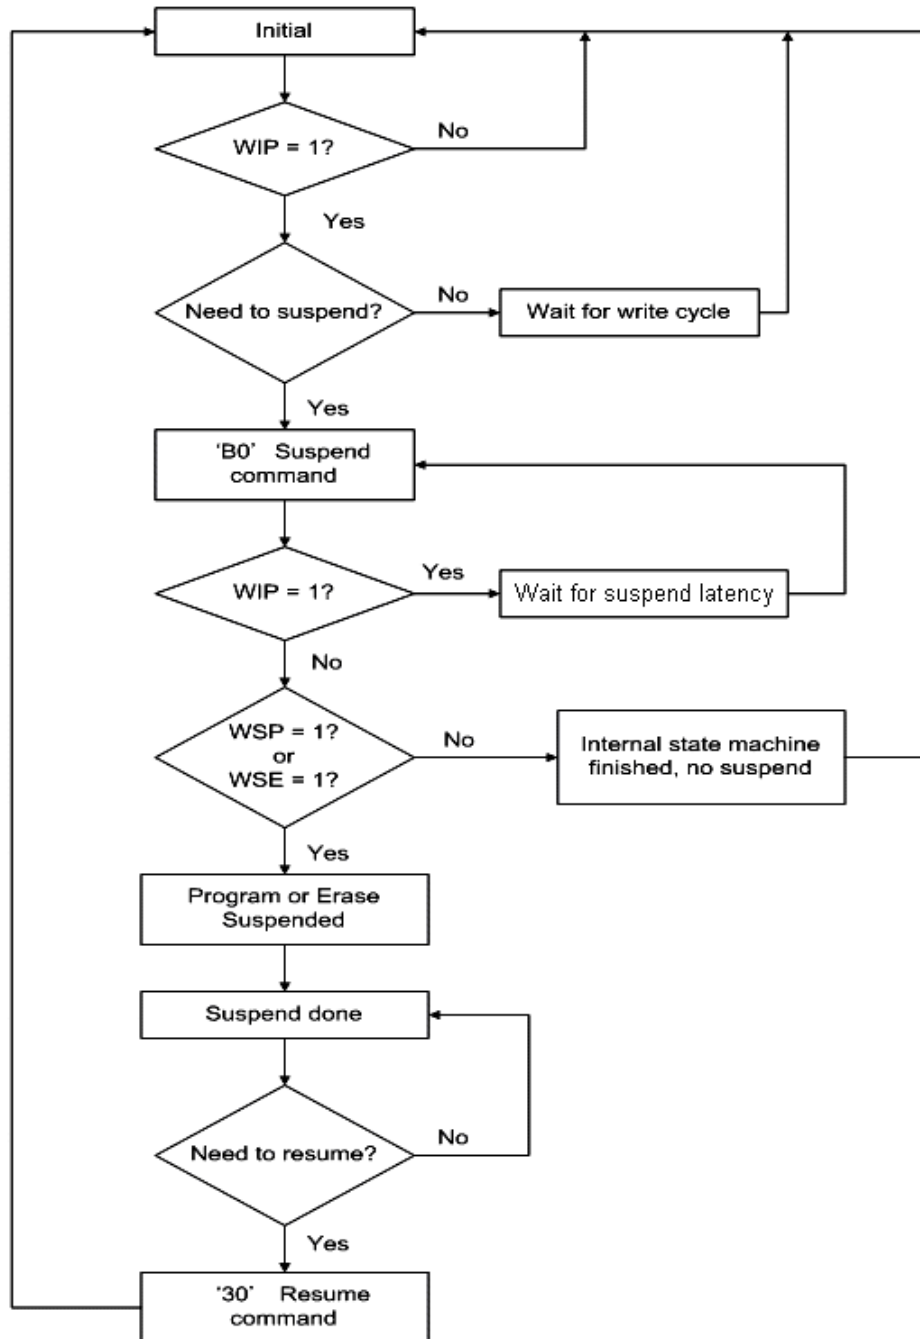 Initial
WIP = 1?
No
Yes
Need to suspend?
No
Wait for write cycle
Yes
'B0' Suspend
command
WIP = 1?
Yes
Wait for suspend latency
No
WSP = 1?
or
WSE = 1?
No
Internal state machine
finished, no suspend
Yes
Program or Erase
Suspended
Suspend done
Need to resume?
No
Yes
'30' Resume
command